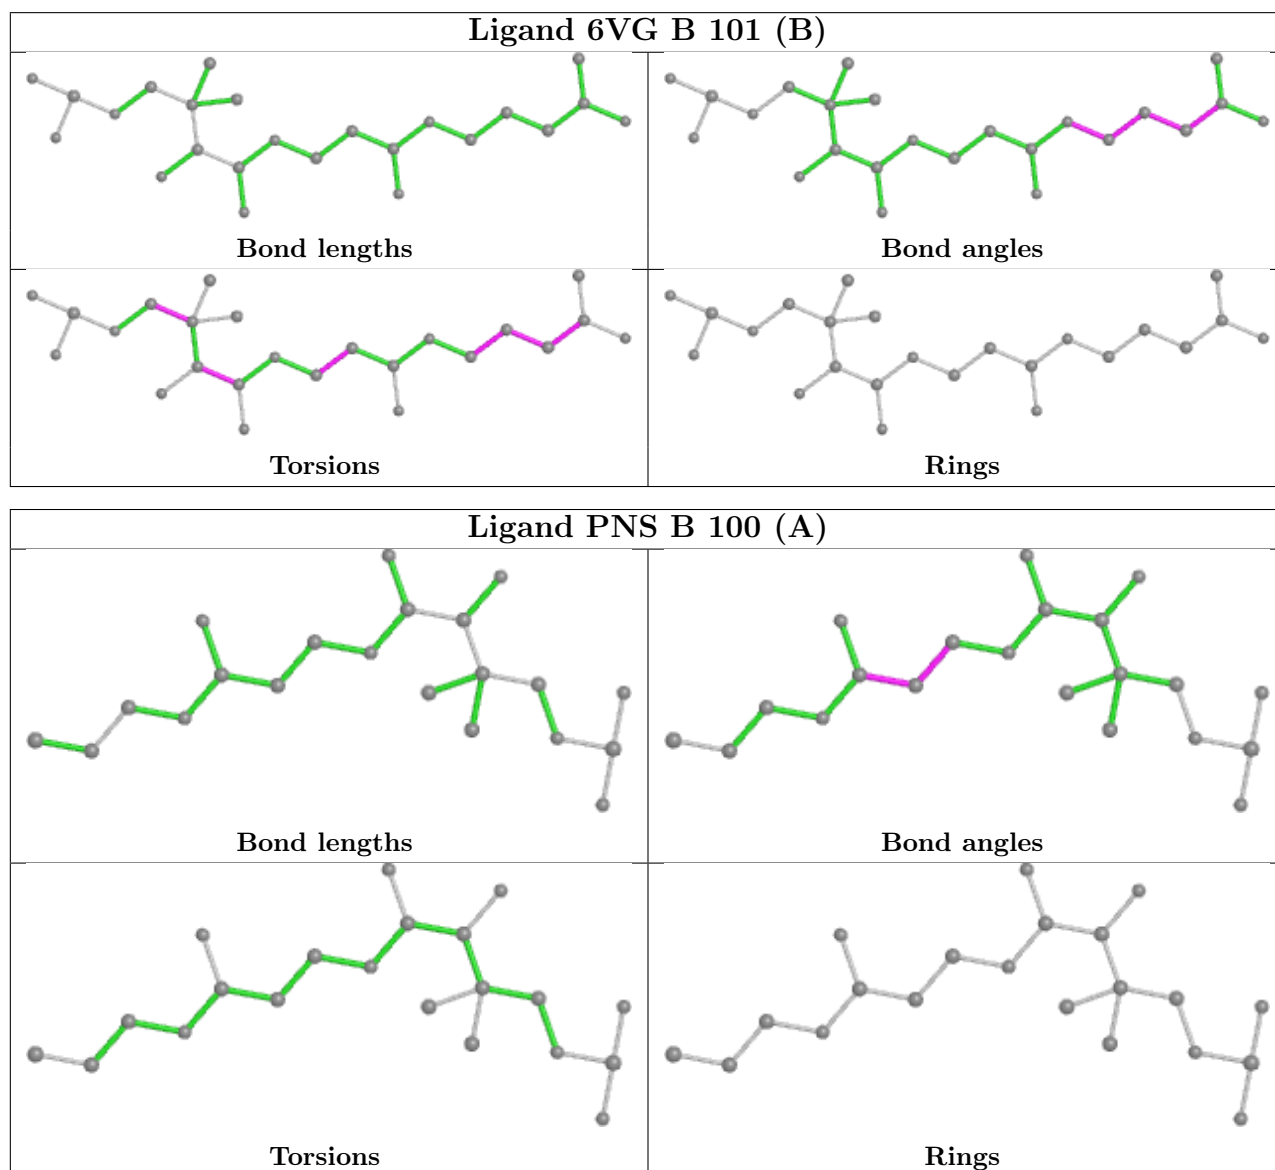 Ligand 6VG B 101 (B)
Bond lengths
Bond angles
Torsions
Rings
Ligand PNS B 100 (A)
Bond lengths
Bond angles
Torsions
Rings